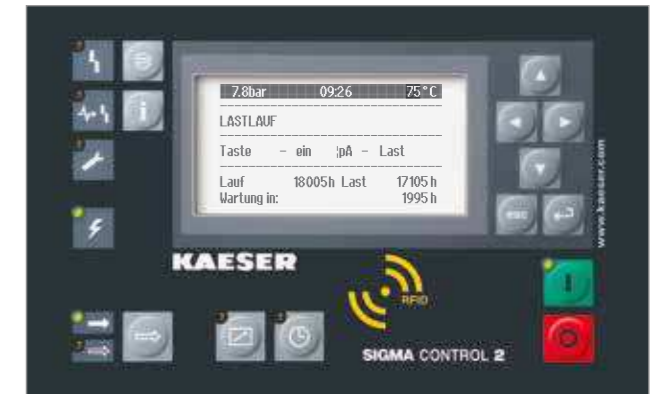 7.8bar 09:26 75°C
LASTLAUF
Taste - ein ¦pA - Last
Lauf 18005h Last 17105h
Wartung in: 1995h
esc
www.kaeser.com
KAESER
RFID
SIGMA CONTROL 2